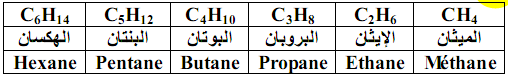 C₆H₁₄ C₅H₁₂ C₄H₁₀ C₃H₈ C₂H₆ CH₄
الهكسان البنتان البوتان البروبان الإيثان الميثان
Hexane Pentane Butane Propane Ethane Méthane